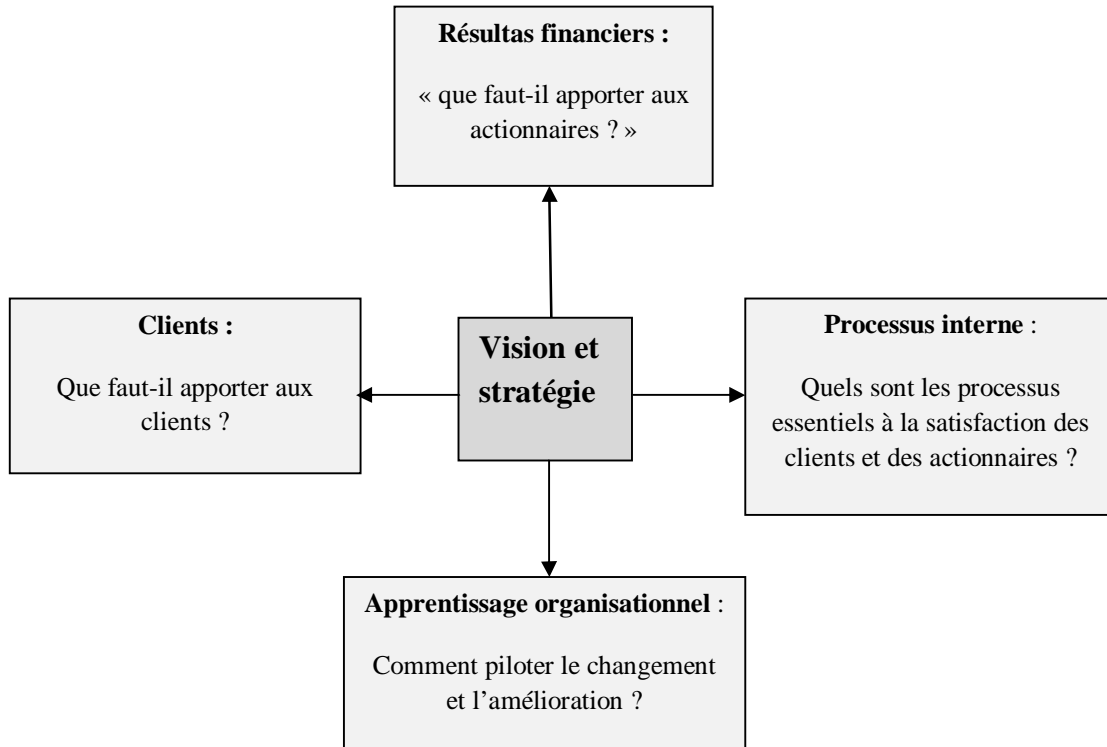 Résultas financiers :
« que faut-il apporter aux
actionnaires ? »
Clients :
Que faut-il apporter aux
clients ?
Vision et
stratégie
Processus interne :
Quels sont les processus
essentiels à la satisfaction des
clients et des actionnaires ?
Apprentissage organisationnel :
Comment piloter le changement
et l’amélioration ?